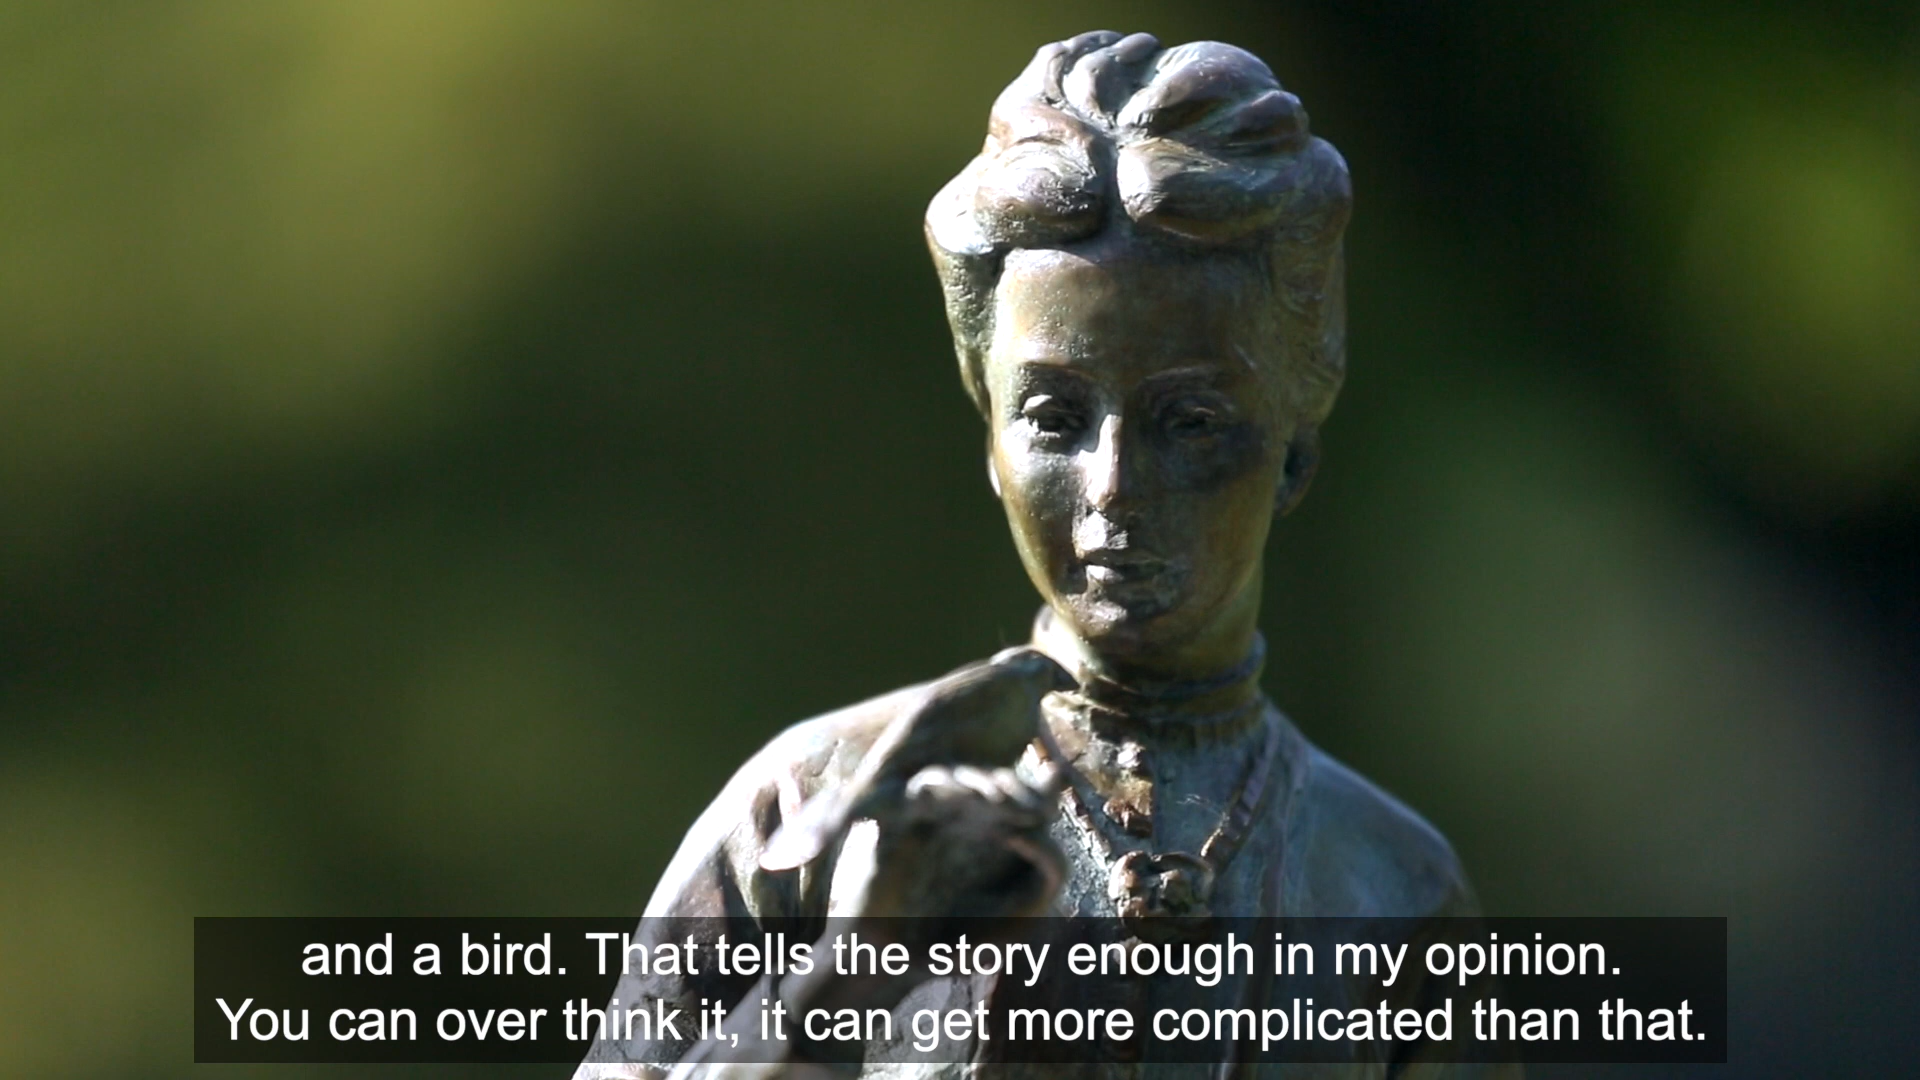 and a bird. That tells the story enough in my opinion.
You can over think it, it can get more complicated than that.